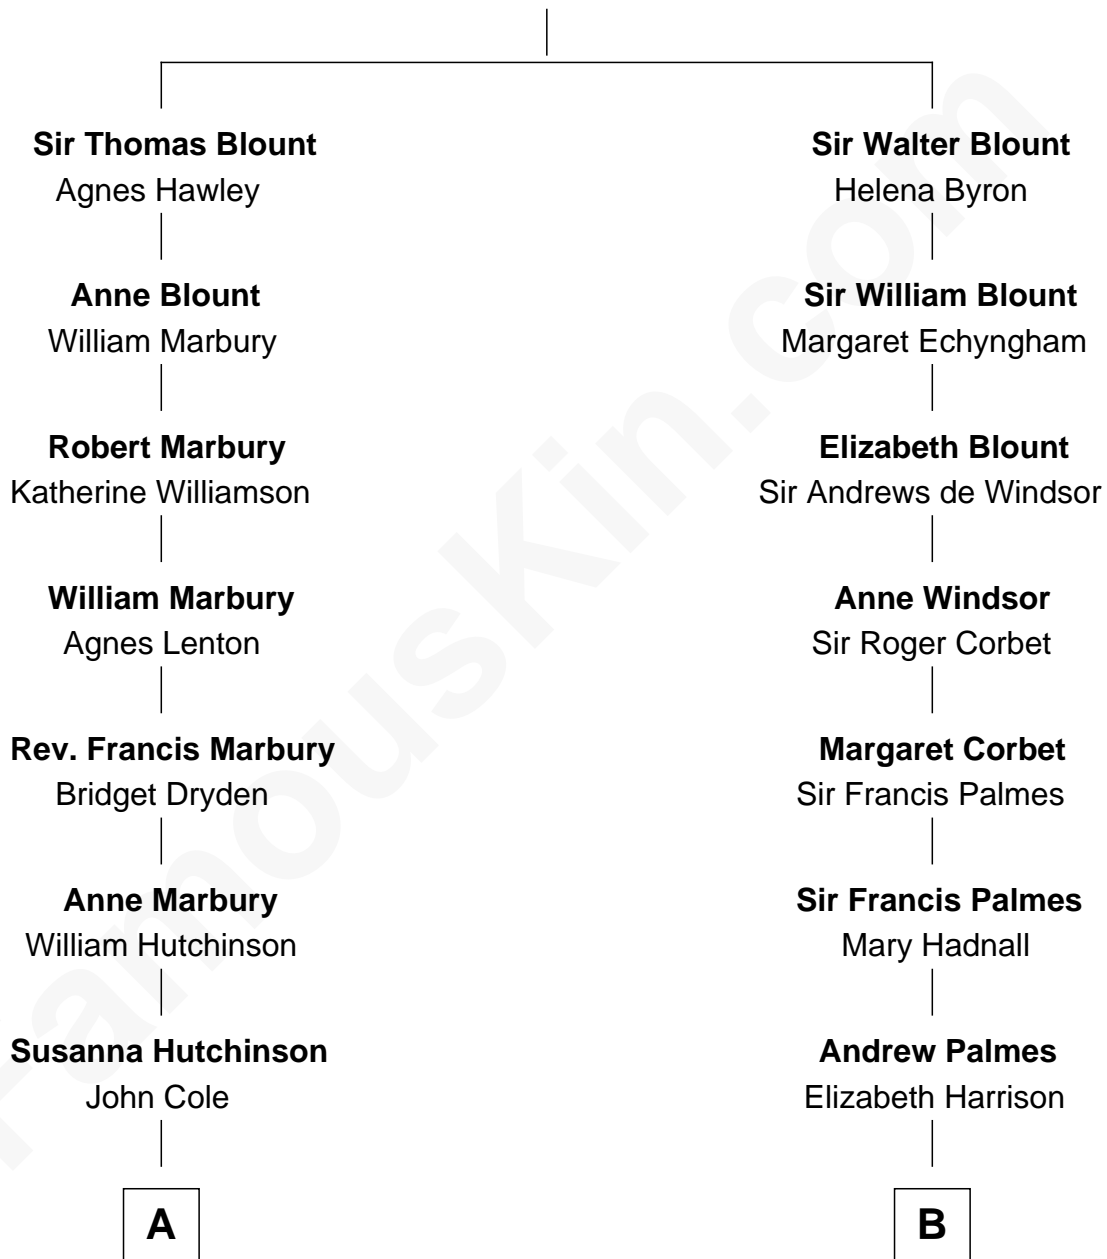 Sir Thomas Blount
Agnes Hawley
Anne Blount
William Marbury
Robert Marbury
Katherine Williamson
William Marbury
Agnes Lenton
Rev. Francis Marbury
Bridget Dryden
Anne Marbury
William Hutchinson
Susanna Hutchinson
John Cole
A
Sir Walter Blount
Helena Byron
Sir William Blount
Margaret Echyngham
Elizabeth Blount
Sir Andrews de Windsor
Anne Windsor
Sir Roger Corbet
Margaret Corbet
Sir Francis Palmes
Sir Francis Palmes
Mary Hadnall
Andrew Palmes
Elizabeth Harrison
B
FamousKin.com